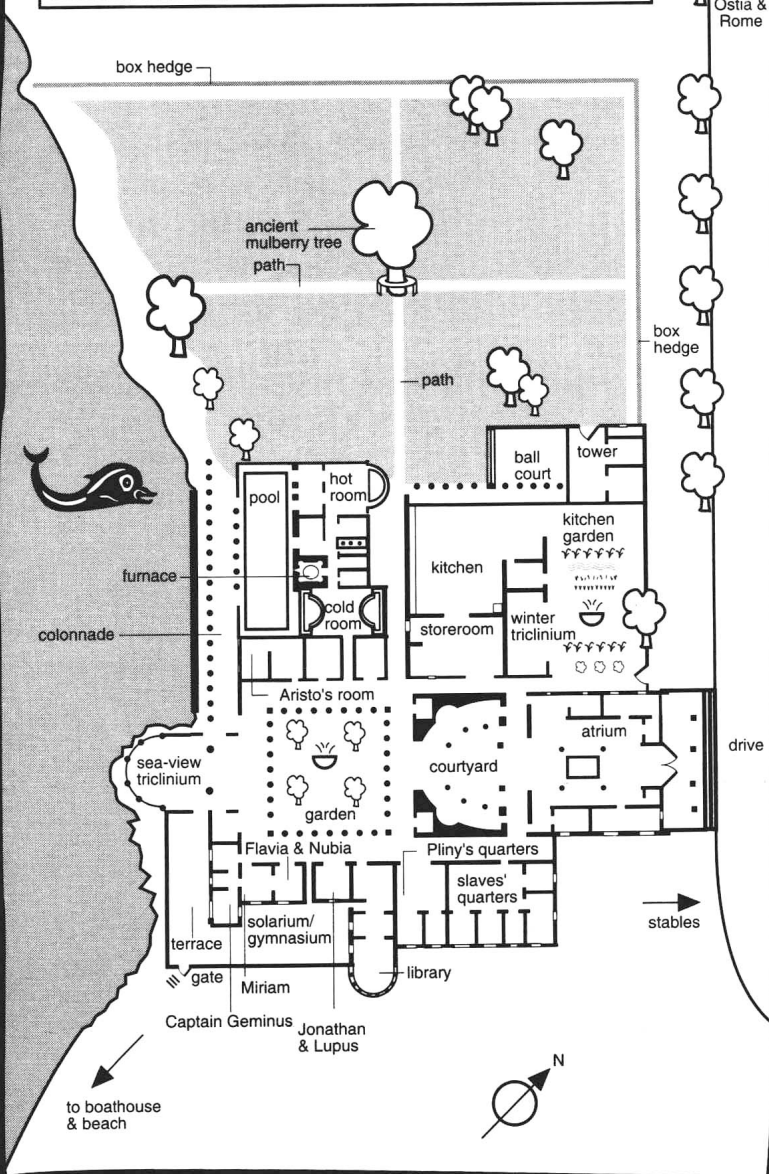 Ostia &
Rome
box hedge
ancient
mulberry tree
path
box
hedge
path
ball
court
tower
hot
room
pool
kitchen
garden
kitchen
furnace
cold
room
storeroom
winter
triclinium
colonnade
Aristo's room
atrium
sea-view
triclinium
courtyard
drive
garden
Flavia & Nubia
Pliny's quarters
slaves'
quarters
solarium/
gymnasium
stables
terrace
gate
Miriam
library
Captain Geminus
Jonathan
& Lupus
N
to boathouse
& beach